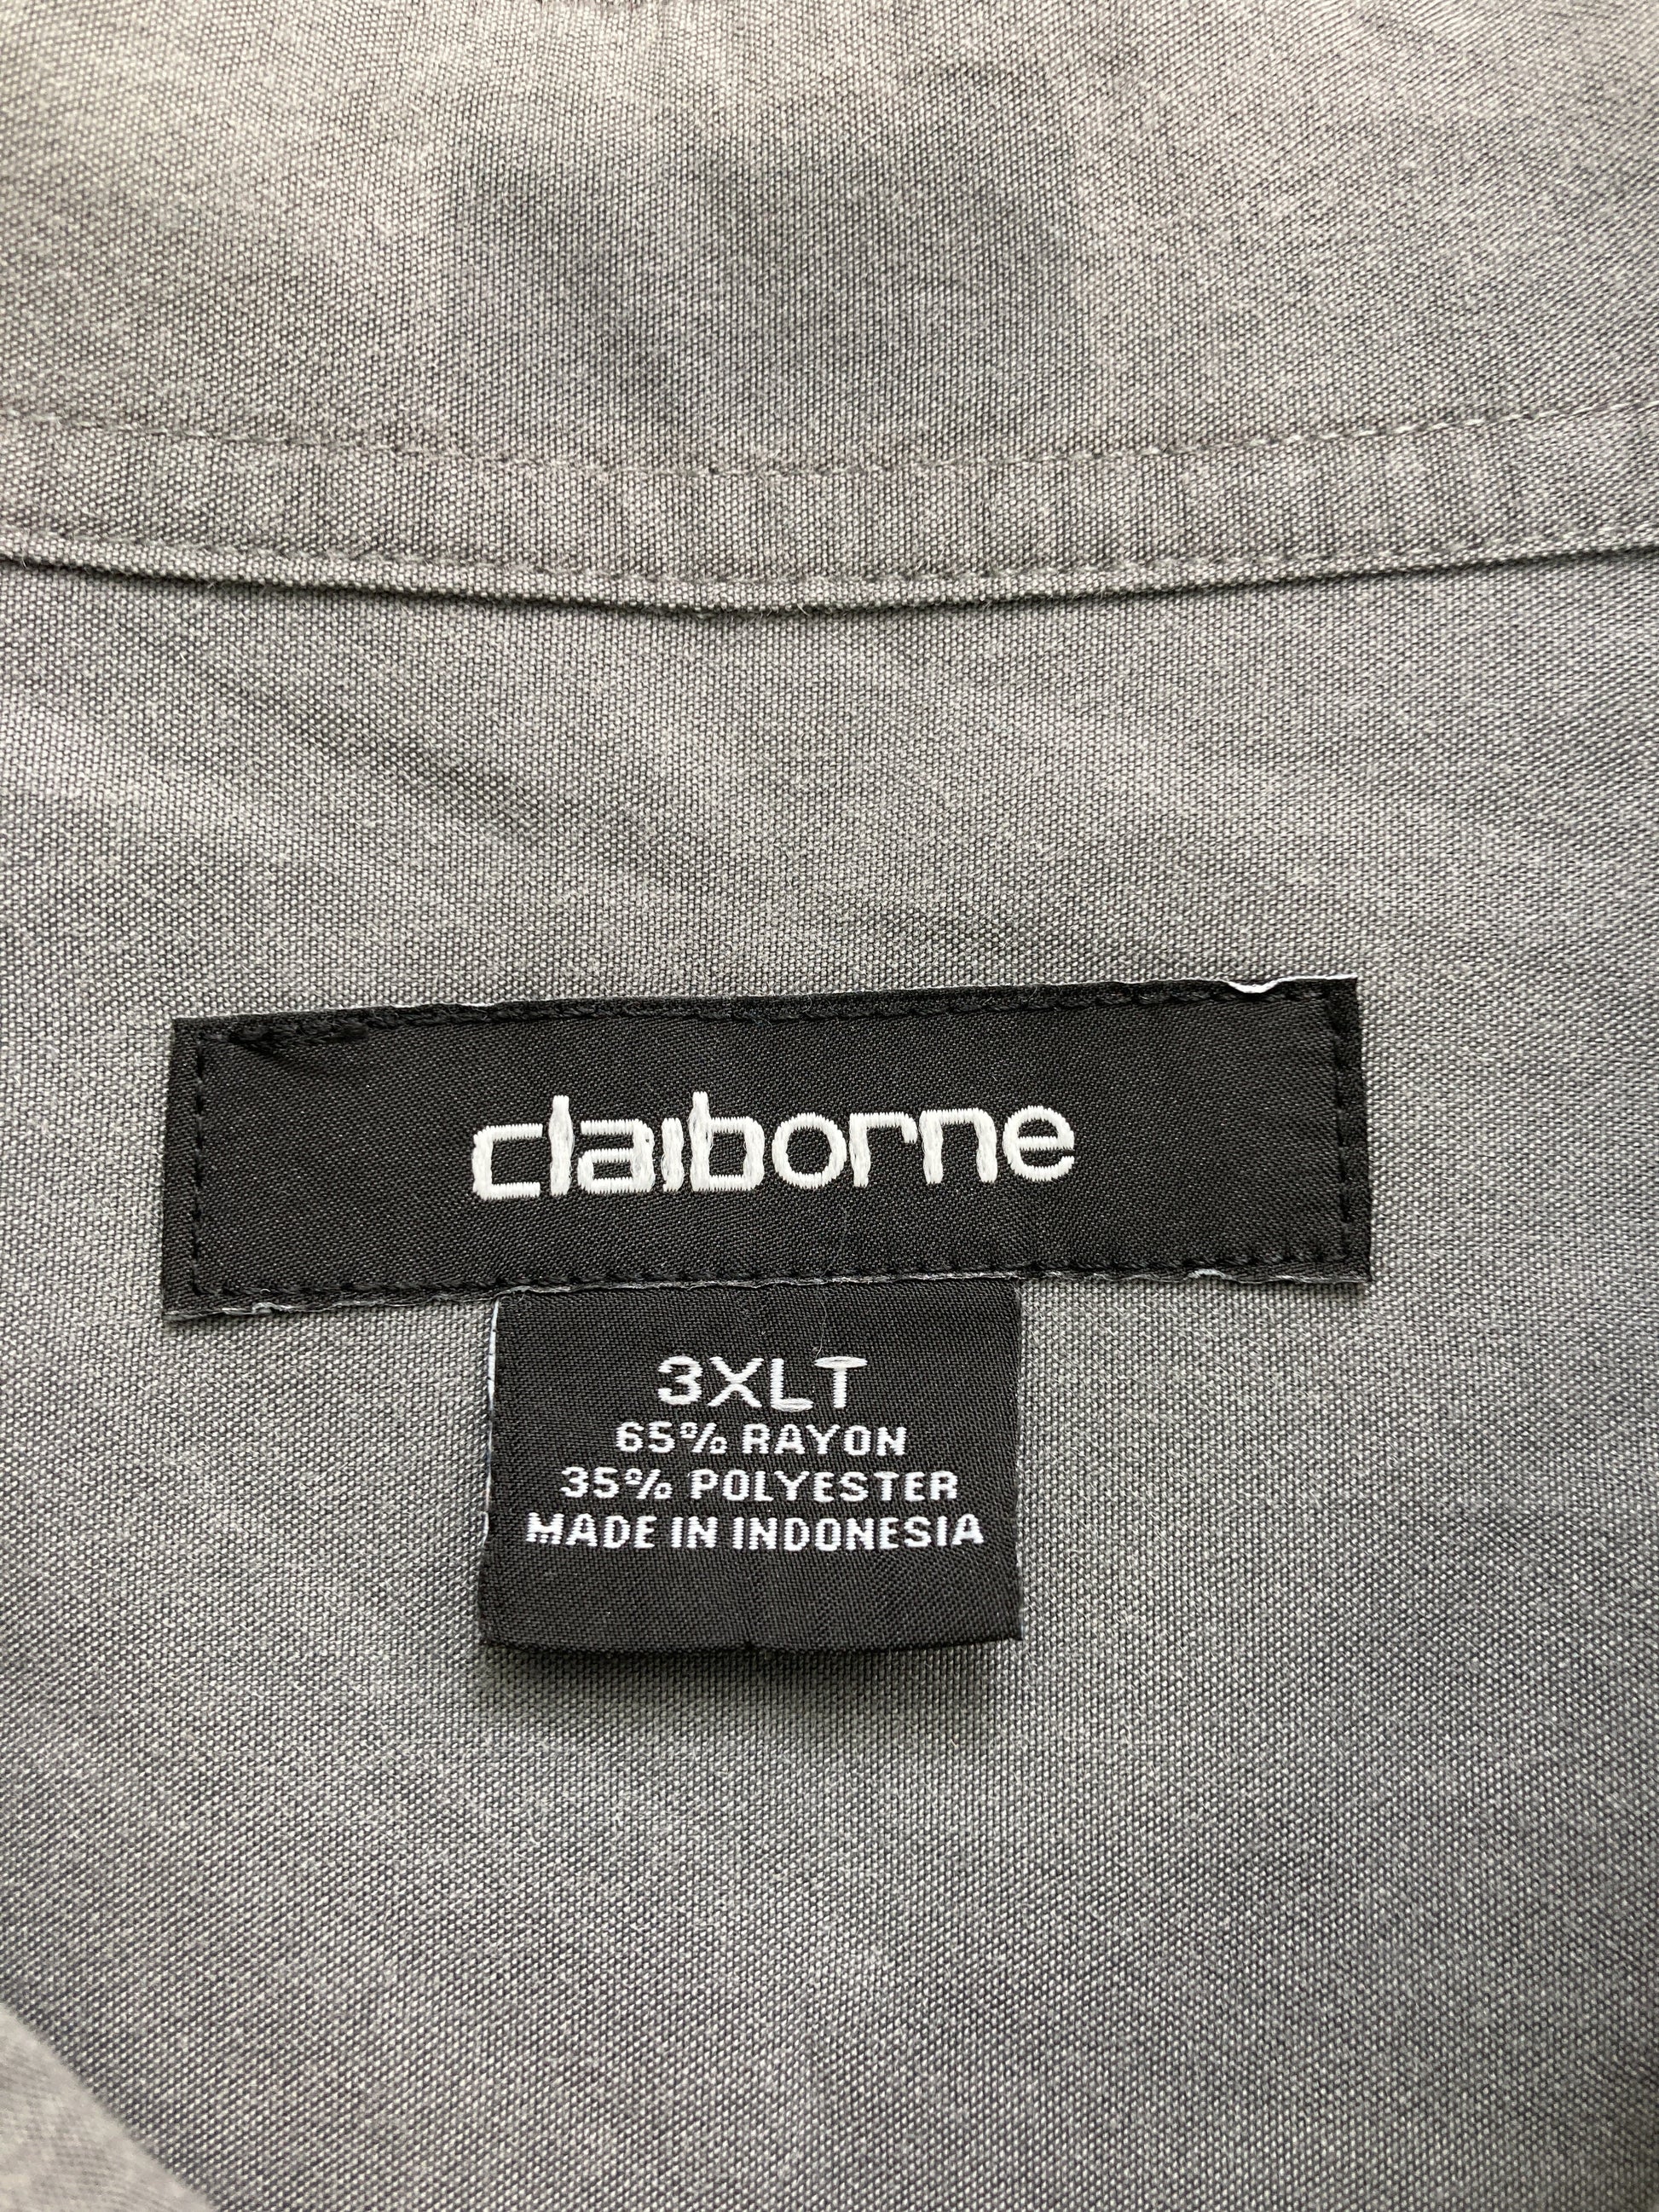 claiborne
3XLT
65% RAYON
35% POLYESTER
MADE IN INDONESIA